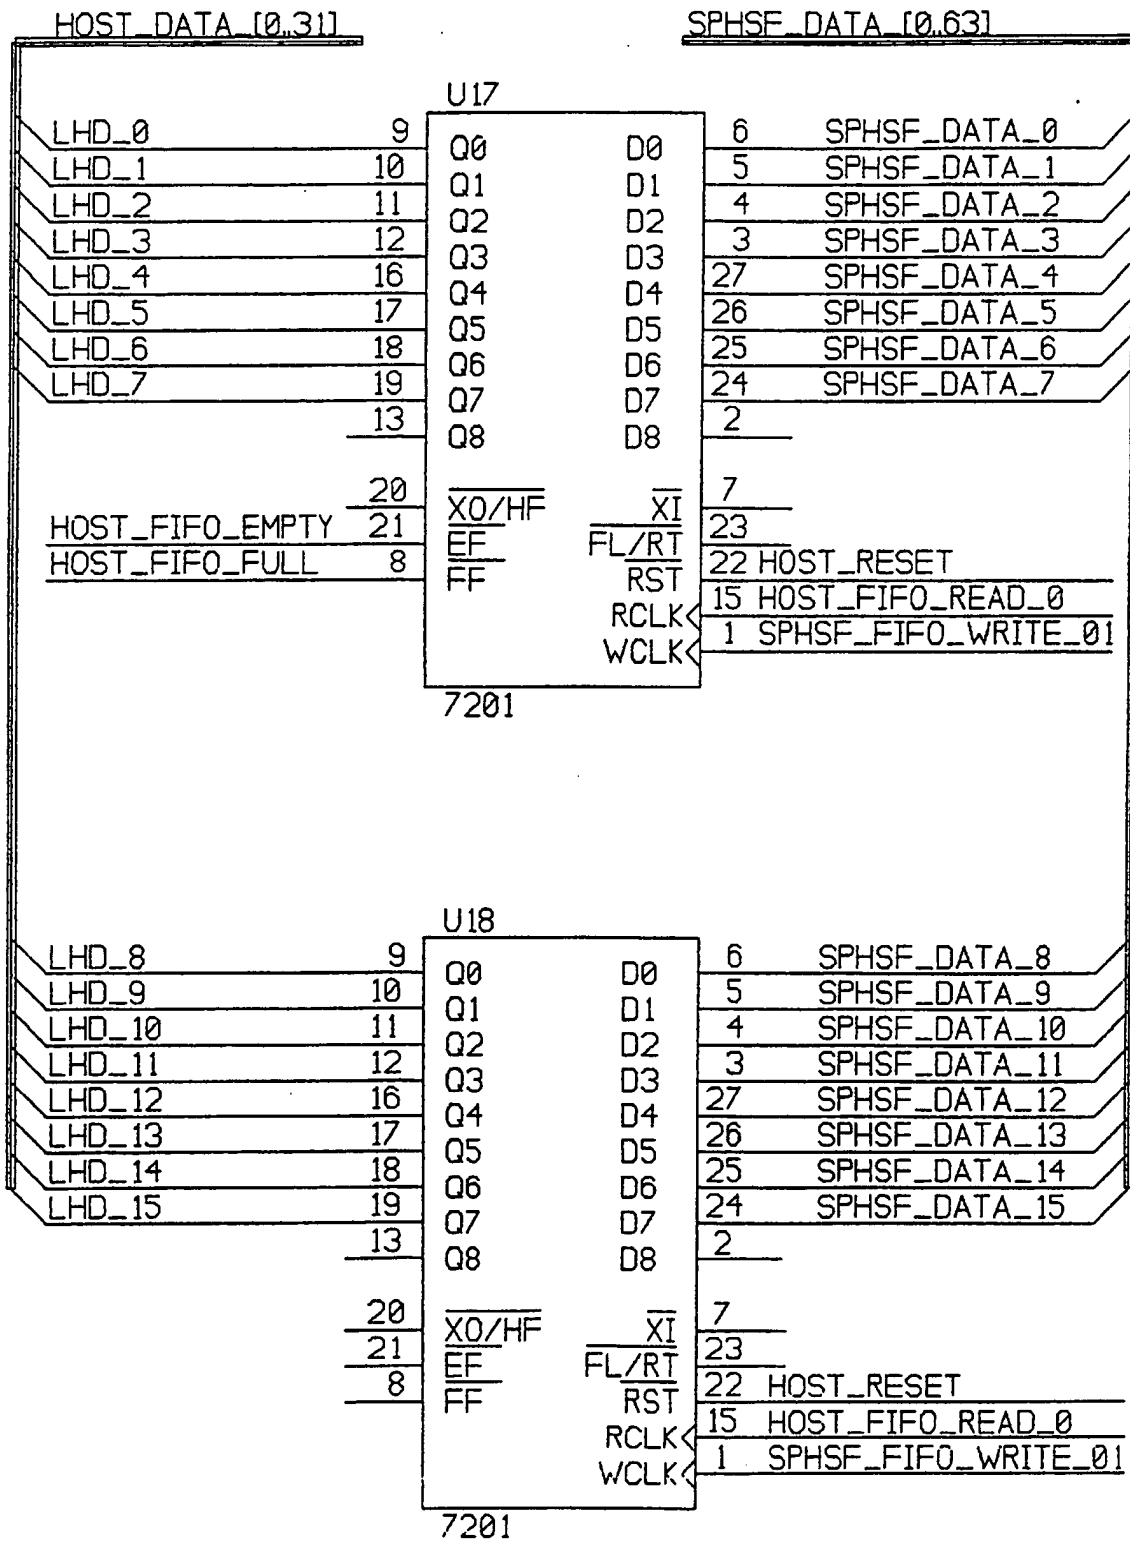 HOST_DATA_[0..31] SPHSF_DATA_[0..63]
U17
LHD_0 9 Q0 D0 6 SPHSF_DATA_0
LHD_1 10 Q1 D1 5 SPHSF_DATA_1
LHD_2 11 Q2 D2 4 SPHSF_DATA_2
LHD_3 12 Q3 D3 3 SPHSF_DATA_3
LHD_4 16 Q4 D4 27 SPHSF_DATA_4
LHD_5 17 Q5 D5 26 SPHSF_DATA_5
LHD_6 18 Q6 D6 25 SPHSF_DATA_6
LHD_7 19 Q7 D7 24 SPHSF_DATA_7
13 Q8 D8 2
20 XO/HF XI 7
HOST_FIFO_EMPTY 21 EF FL/RT 23
HOST_FIFO_FULL 8 FF RST 22 HOST_RESET
RCLK 15 HOST_FIFO_READ_0
WCLK 1 SPHSF_FIFO_WRITE_01
7201
U18
LHD_8 9 Q0 D0 6 SPHSF_DATA_8
LHD_9 10 Q1 D1 5 SPHSF_DATA_9
LHD_10 11 Q2 D2 4 SPHSF_DATA_10
LHD_11 12 Q3 D3 3 SPHSF_DATA_11
LHD_12 16 Q4 D4 27 SPHSF_DATA_12
LHD_13 17 Q5 D5 26 SPHSF_DATA_13
LHD_14 18 Q6 D6 25 SPHSF_DATA_14
LHD_15 19 Q7 D7 24 SPHSF_DATA_15
13 Q8 D8 2
20 XO/HF XI 7
21 EF FL/RT 23
8 FF RST 22 HOST_RESET
RCLK 15 HOST_FIFO_READ_0
WCLK 1 SPHSF_FIFO_WRITE_01
7201